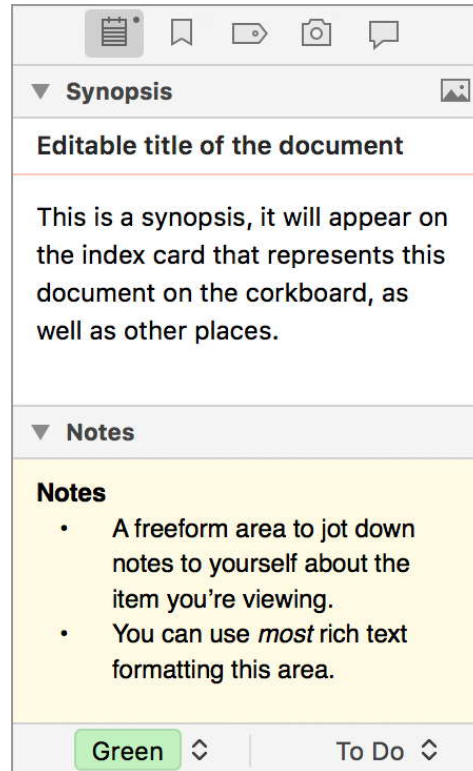 Synopsis
Editable title of the document
This is a synopsis, it will appear on
the index card that represents this
document on the corkboard, as
well as other places.
Notes
Notes
• A freeform area to jot down
notes to yourself about the
item you’re viewing.
• You can use most rich text
formatting this area.
Green To Do